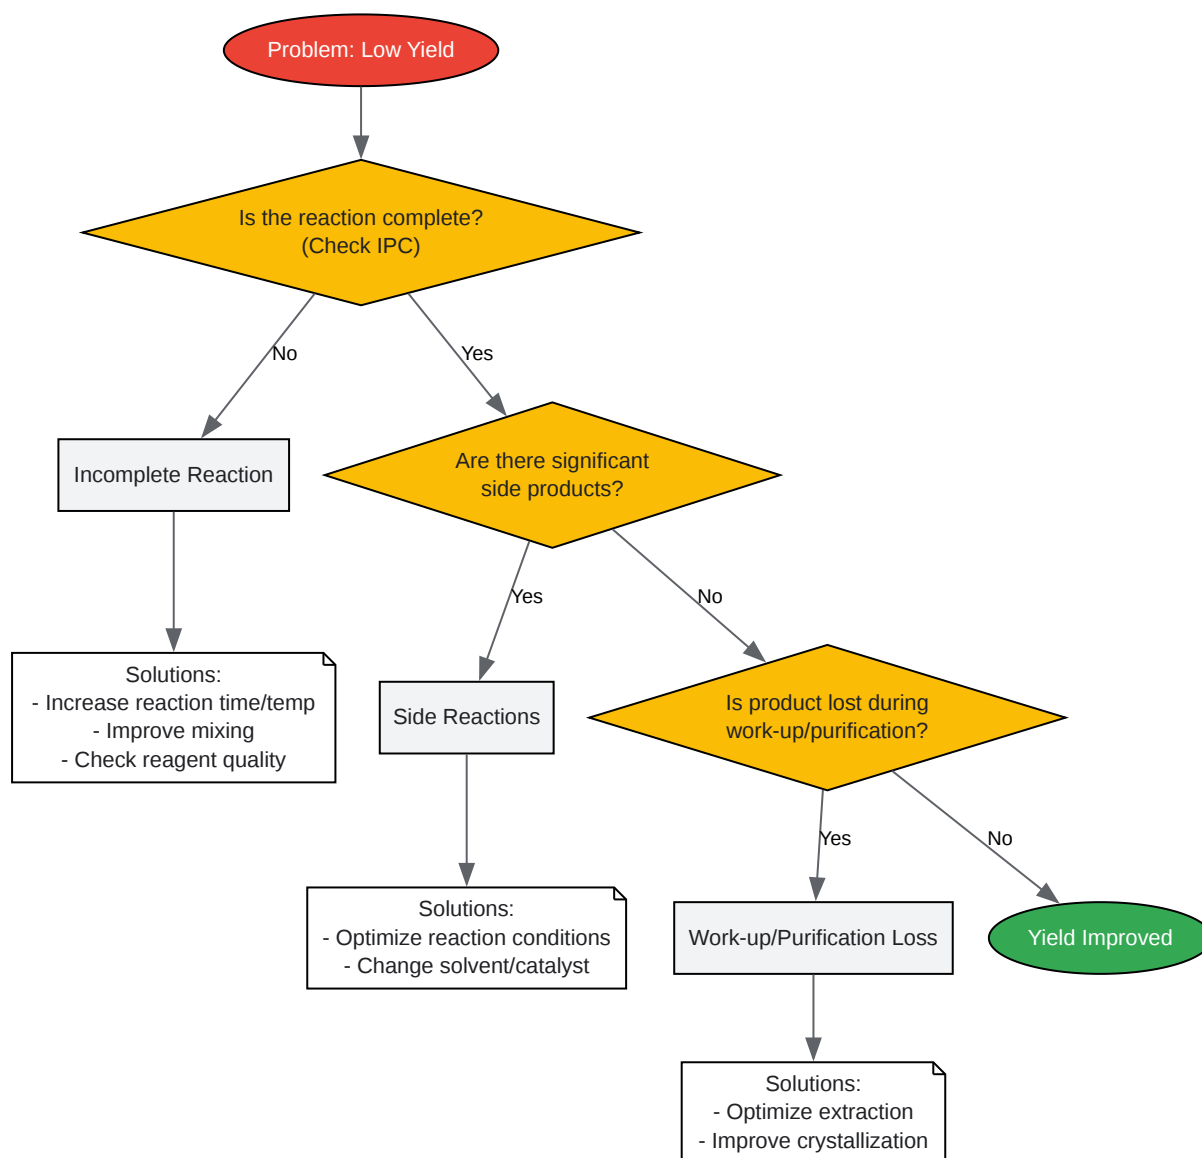 Problem: Low Yield
Is the reaction complete?
(Check IPC)
No
Yes
Incomplete Reaction
Are there significant
side products?
Yes
No
Solutions:
- Increase reaction time/temp
- Improve mixing
- Check reagent quality
Side Reactions
Is product lost during
work-up/purification?
Yes
No
Solutions:
- Optimize reaction conditions
- Change solvent/catalyst
Work-up/Purification Loss
Yield Improved
Solutions:
- Optimize extraction
- Improve crystallization